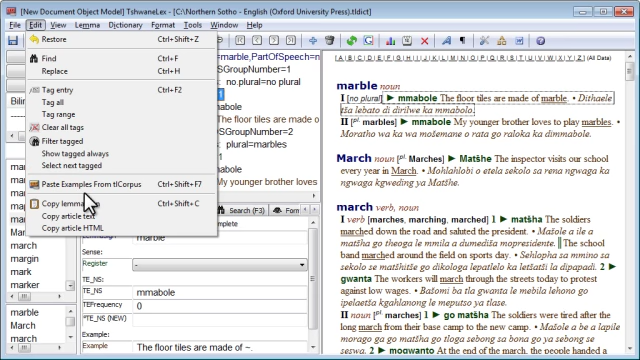 [New Document Object Model] TshwaneLex - [C:\Northern Sotho - English (Oxford University Press).tldict]
File Edit View Lemma Dictionary Format Tools Window Help
Restore Ctrl+Shift+Z
Find Ctrl+F
Replace Ctrl+H
Tag entry Ctrl+F2
Tag all
Tag range
Clear all tags
Filter tagged
Show tagged always
Select next tagged
Paste Examples From tlCorpus Ctrl+Shift+F7
Copy lemma Ctrl+Shift+C
Copy article text
Copy article HTML
Bilin
march
margin
mark
marker
marble
March
march
=marble,PartOfSpeech=n
SGroupNumber=1
no plural=no plural
=1
abole
The floor tiles are made o
SGroupNumber=2
plural=marbles
=1
abole
My younger brother loves
Search (F3) Form
marble
Sense:
Register -
TE_NS:
TE_NS mmabole
TEFrequency 0
*TE_NS (NEW)
Example:
Example The floor tiles are made of ~.
| A | B | C | D | E | F | G | H | I | J | K | L | M | N | O | P | Q | R | S | T | U | V | W | X | Y | Z | (All Data)
marble noun
I [no plural] ► mmabole The floor tiles are made of marble. • Dithaele
tša lebato di dirilwe ka mmabolo.
II [pl. marbles] ► mmabole My younger brother loves to play marbles. •
Moratho wa ka wa mošemane o rata go raloka ka dimmabole.
March noun [pl. Marches] ► Matšhe The inspector visits our school
every year in March. • Mohlahlobi o etela sekolo sa rena ngwaga ka
ngwaga kgweding ya Matšhe.
march verb, noun
I verb [marches, marching, marched] 1 ► matšha The soldiers
marched down the road and saluted the president. • Mašole a ile a
matšha go theoga le mmila a dumediša mopresidente. The school
band marched around the field on sports day. • Sehlopha sa mmino sa
sekolo se matšhitše go dikologa lepatlelo ka letšatši la dipapadi. 2 ►
gwanta The workers will march through the streets today to protest
against low wages. • Bašomi ba tla gwanta le mebila lehono go
ipelaetša kgahlanong le meputso ya tlase.
II noun [pl. marches] 1 ► go matšha The soldiers were tired after the
long march from their base camp to the new camp. • Mašole a be a lapile
morago ga go matšha go tloga sebong sa bona go ya sebong se
seswa. 2 ► mogwanto At the end of the march, the people handed a